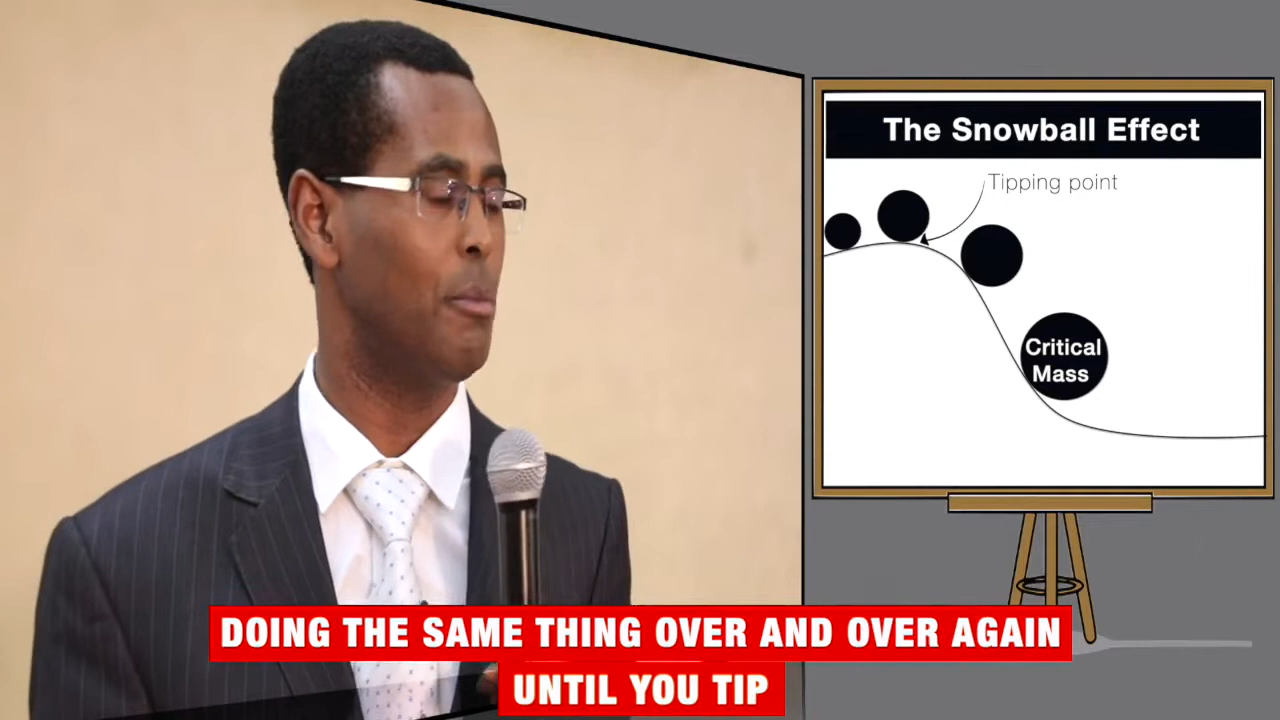 The Snowball Effect
Tipping point
Critical
Mass
DOING THE SAME THING OVER AND OVER AGAIN
UNTIL YOU TIP